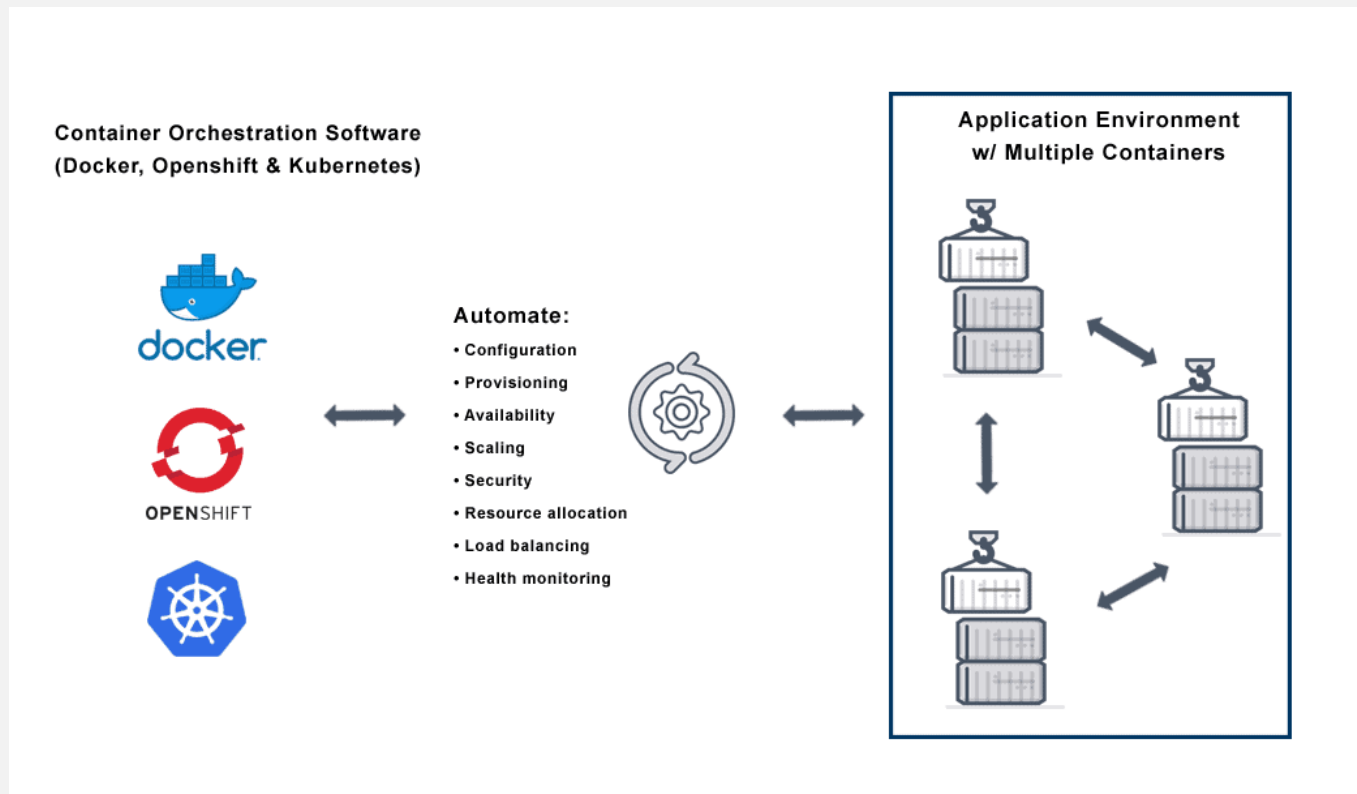 Container Orchestration Software
(Docker, Openshift & Kubernetes)
docker
OPENSHIFT
Automate:
• Configuration
• Provisioning
• Availability
• Scaling
• Security
• Resource allocation
• Load balancing
• Health monitoring
Application Environment
w/ Multiple Containers